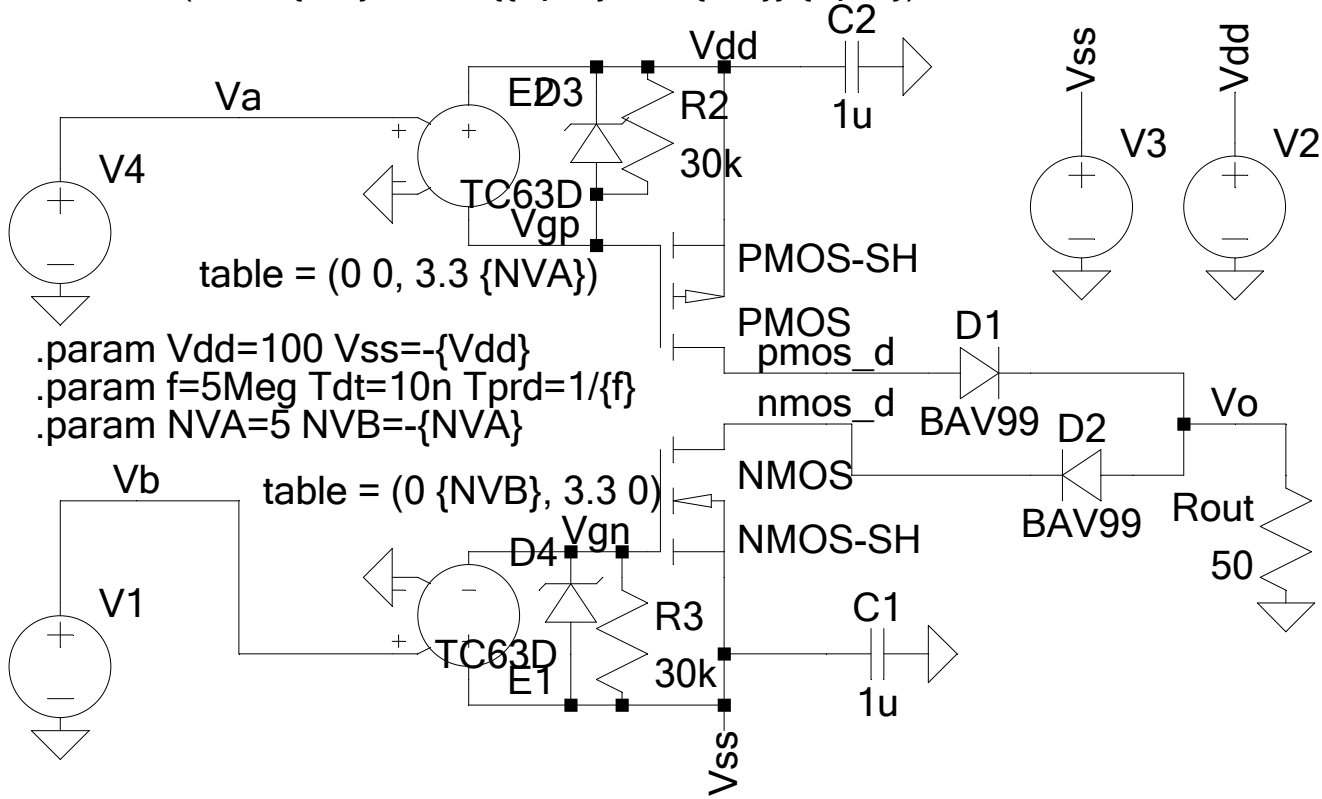 C2
Vdd
Vss
Vdd
E2
D3
Va
R2
1u
V3
V2
V4
30k
TC63D
Vgp
table = (0 0, 3.3 {NVA})
PMOS-SH
PMOS
D1
.param Vdd=100 Vss=-{Vdd}
pmos_d
.param f=5Meg Tdt=10n Tprd=1/{f}
nmos_d
Vo
.param NVA=5 NVB=-{NVA}
BAV99
D2
Vb
table = (0 {NVB}, 3.3 0)
NMOS
Rout
BAV99
Vgn
NMOS-SH
D4
50
V1
C1
R3
TC63D
30k
E1
1u
Vss